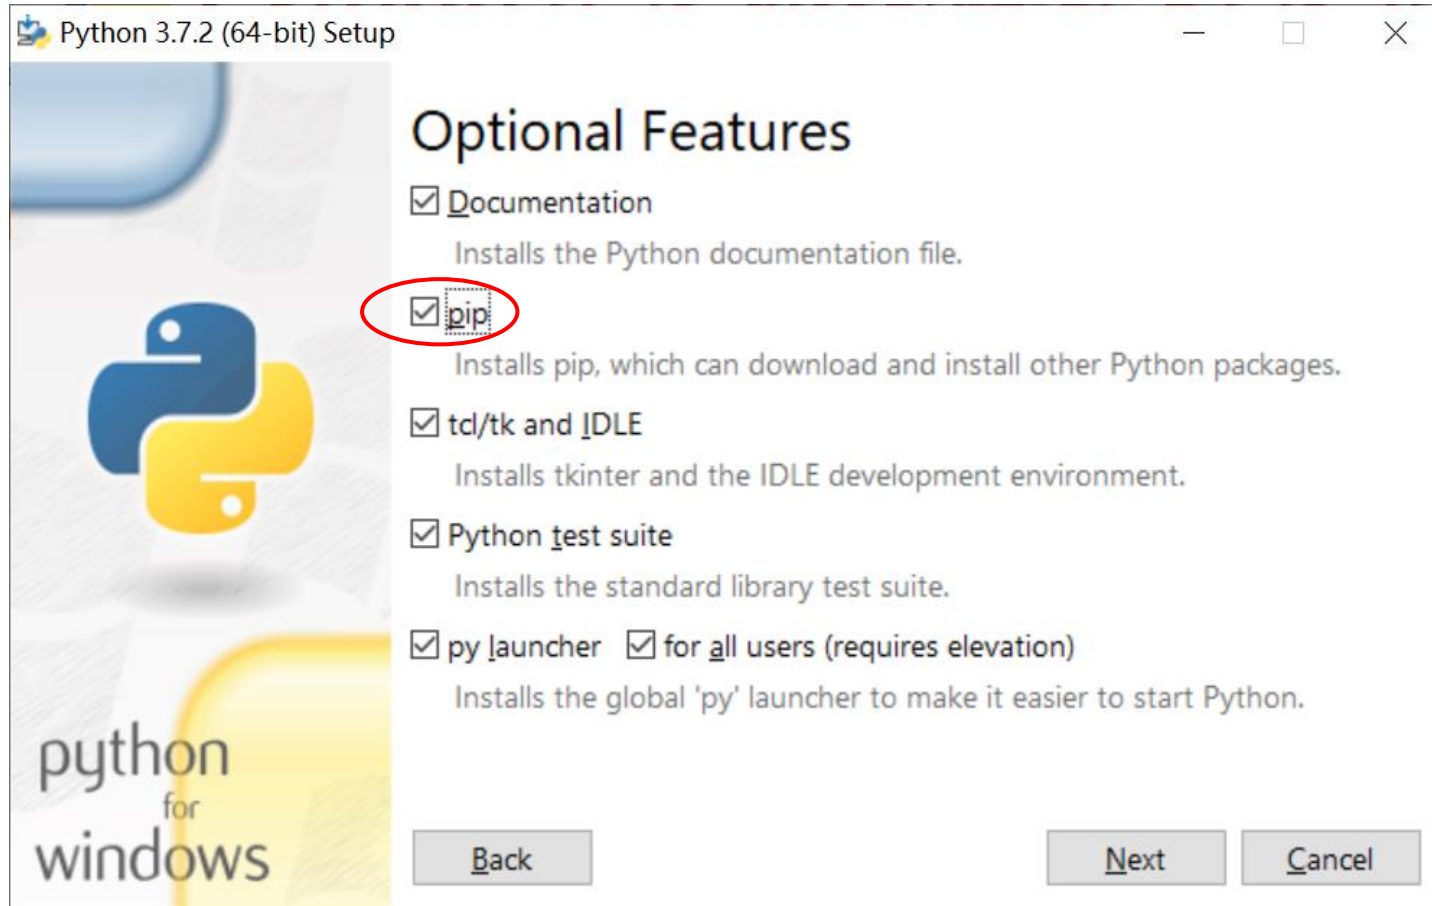 Python 3.7.2 (64-bit) Setup
Optional Features
Documentation
Installs the Python documentation file.
pip
Installs pip, which can download and install other Python packages.
tcl/tk and IDLE
Installs tkinter and the IDLE development environment.
Python test suite
Installs the standard library test suite.
py launcher for all users (requires elevation)
Installs the global 'py' launcher to make it easier to start Python.
python
for
windows
Back Next Cancel